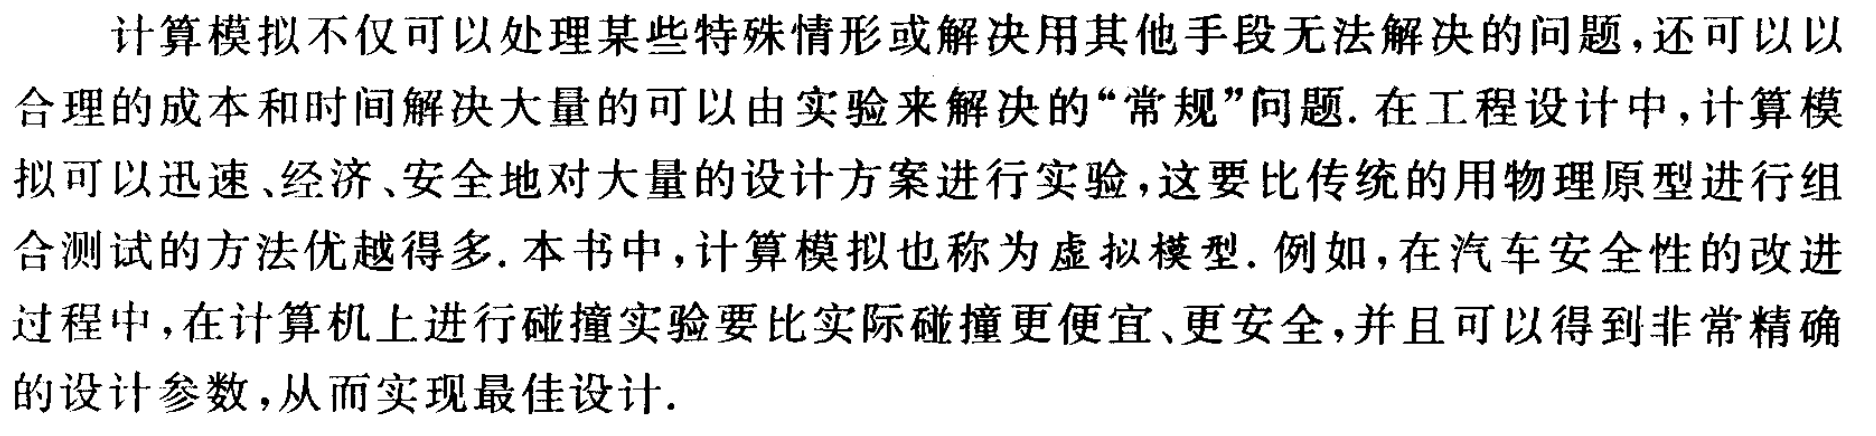 计算模拟不仅可以处理某些特殊情形或解决用其他手段无法解决的问题,还可以以
合理的成本和时间解决大量的可以由实验来解决的“常规”问题. 在工程设计中,计算模
拟可以迅速、经济、安全地对大量的设计方案进行实验,这要比传统的用物理原型进行组
合测试的方法优越得多. 本书中,计算模拟也称为虚拟模型. 例如,在汽车安全性的改进
过程中,在计算机上进行碰撞实验要比实际碰撞更便宜、更安全,并且可以得到非常精确
的设计参数,从而实现最佳设计.